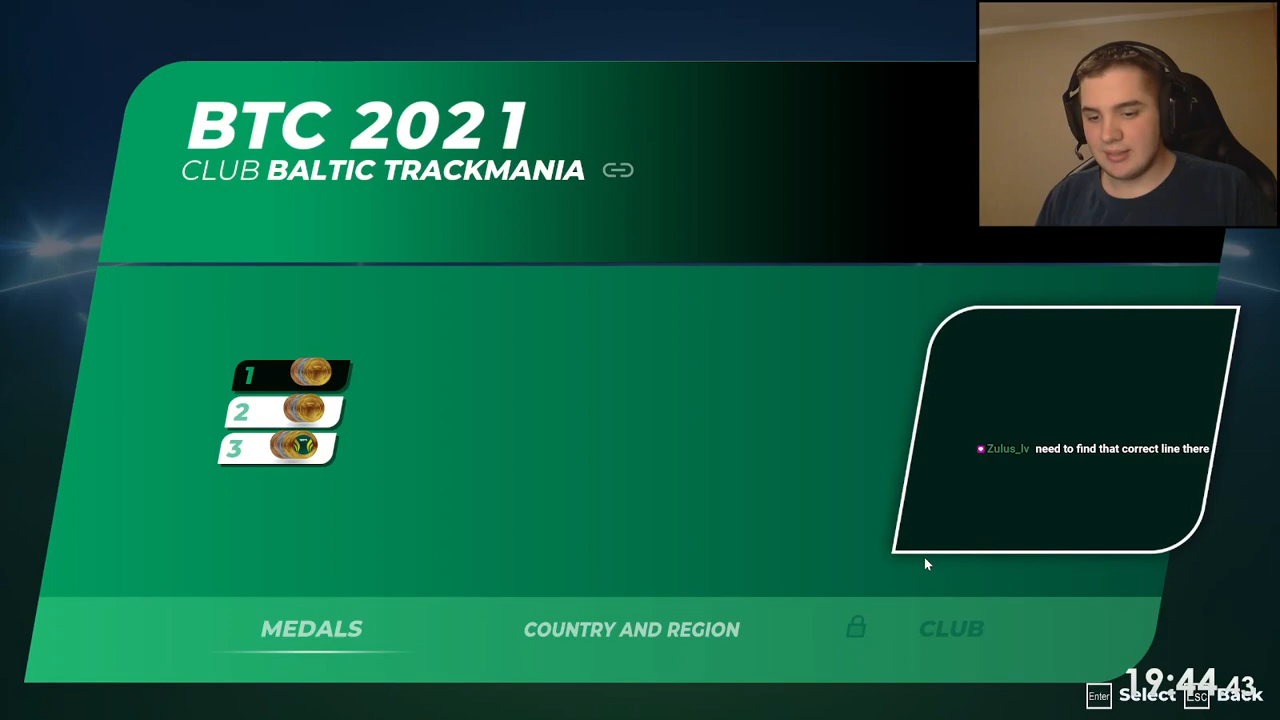 BTC 2021
CLUB BALTIC TRACKMANIA
1
2
3
Zulus_lv need to find that correct line there
MEDALS
COUNTRY AND REGION
CLUB
19:44.43
Enter Select Esc Back